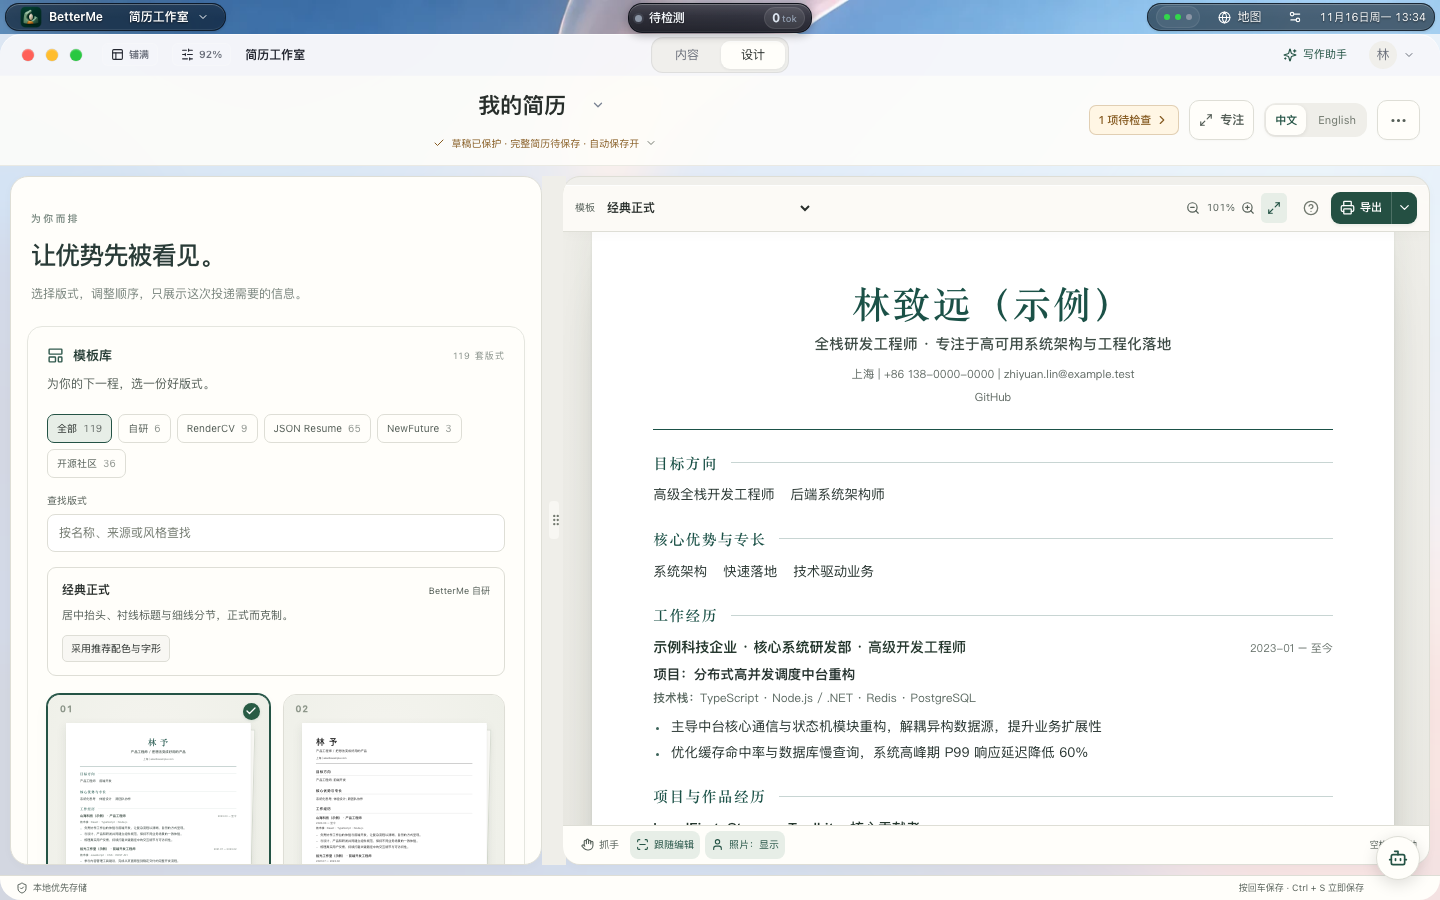 BetterMe 简历工作室
待检测 0 tok
地图 11月16日周一 13:34
铺满 92% 简历工作室
内容 设计
写作助手 林
我的简历
草稿已保护 · 完整简历待保存 · 自动保存开
1 项待检查 专注 中文 English
为你而排
让优势先被看见。
选择版式，调整顺序，只展示这次投递需要的信息。
模板库 119 套版式
为你的下一程，选一份好版式。
全部 119 自研 6 RenderCV 9 JSON Resume 65 NewFuture 3
开源社区 36
查找版式
按名称、来源或风格查找
经典正式 BetterMe 自研
居中抬头、衬线标题与细线分节，正式而克制。
采用推荐配色与字形
01
林 予
02
林 予
模板 经典正式
101% 导出
林致远（示例）
全栈研发工程师 · 专注于高可用系统架构与工程化落地
上海 | +86 138-0000-0000 | zhiyuan.lin@example.test
GitHub
目标方向
高级全栈开发工程师 后端系统架构师
核心优势与专长
系统架构 快速落地 技术驱动业务
工作经历
示例科技企业 · 核心系统研发部 · 高级开发工程师 2023-01 — 至今
项目：分布式高并发调度中台重构
技术栈：TypeScript · Node.js / .NET · Redis · PostgreSQL
• 主导中台核心通信与状态机模块重构，解耦异构数据源，提升业务扩展性
• 优化缓存命中率与数据库慢查询，系统高峰期 P99 响应延迟降低 60%
项目与作品经历
抓手 跟随编辑 照片：显示
本地优先存储
按回车保存 · Ctrl + S 立即保存